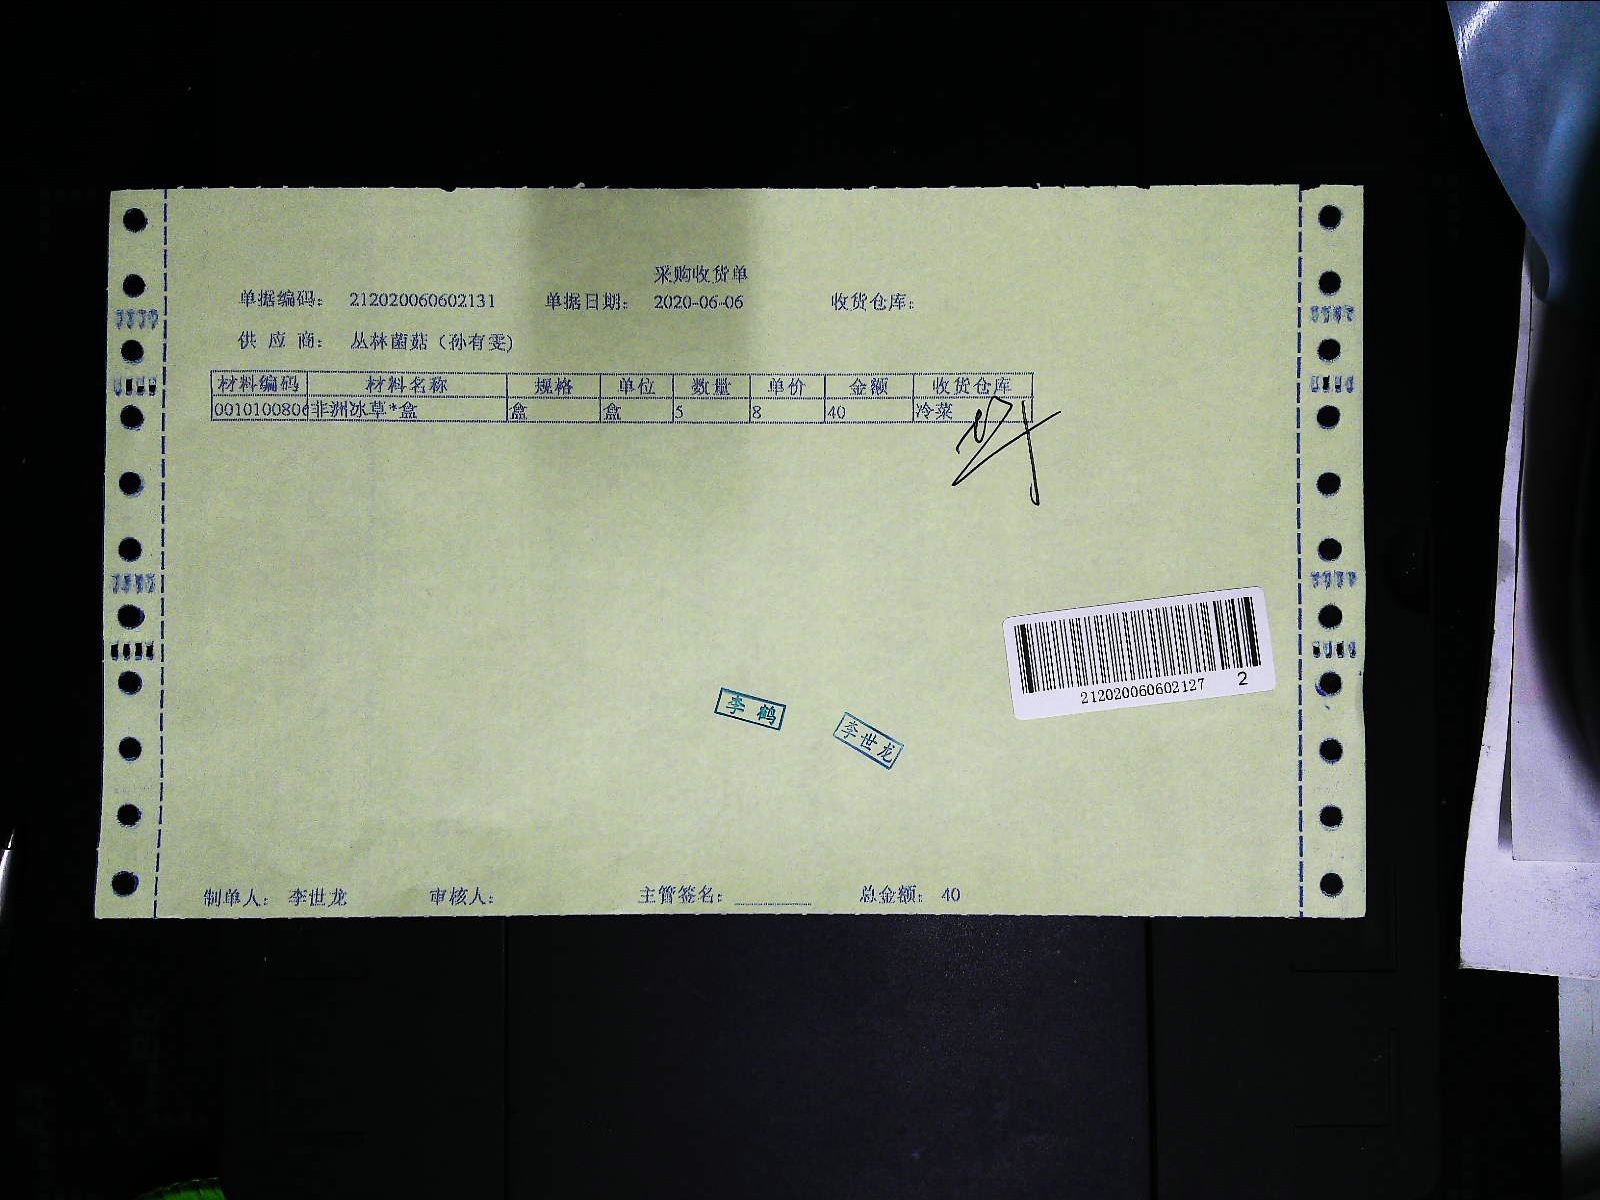 采购收货单
单据编码： 212020060602131 单据日期： 2020-06-06 收货仓库：
供 应 商： 丛林菌菇（孙有雯）
材料编码 材料名称 规格 单位 数量 单价 金额 收货仓库
0010100806 非洲冰草*盒 盒 盒 5 8 40 冷菜
212020060602127 2
李鹤
李世龙
制单人： 李世龙 审核人： 主管签名： 总金额： 40